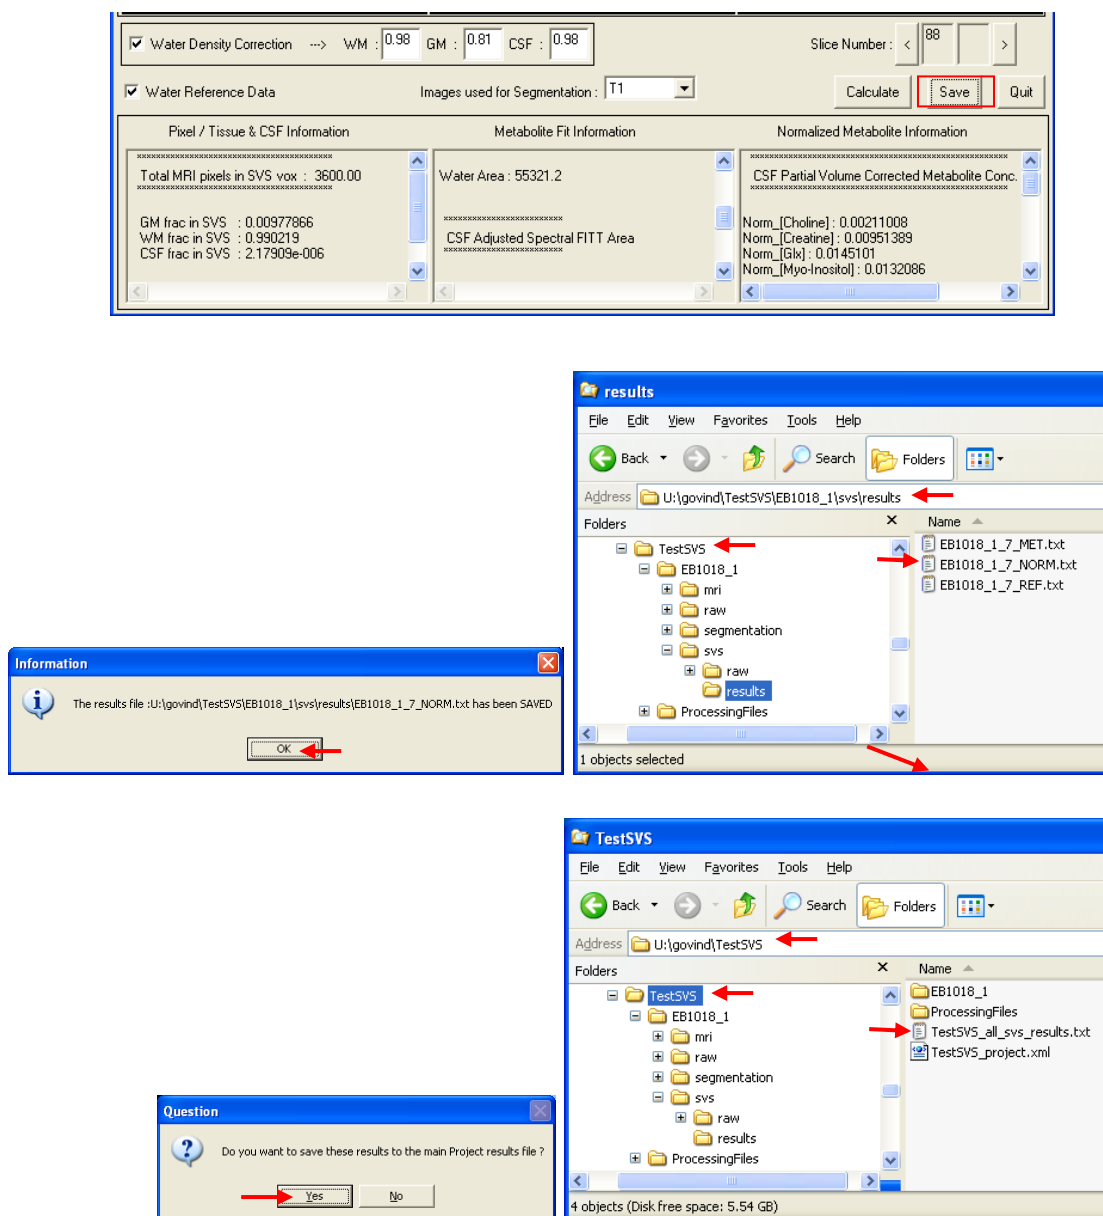 Water Density Correction ---> WM : 0.98 GM : 0.81 CSF : 0.98 Slice Number : < 88 >
Water Reference Data Images used for Segmentation : T1 Calculate Save Quit
Pixel / Tissue & CSF Information
Total MRI pixels in SVS vox : 3600.00
GM frac in SVS : 0.00977866
WM frac in SVS : 0.990219
CSF frac in SVS : 2.17909e-006
Metabolite Fit Information
Water Area : 55321.2
CSF Adjusted Spectral FITT Area
Normalized Metabolite Information
CSF Partial Volume Corrected Metabolite Conc.
Norm_[Choline] : 0.00211008
Norm_[Creatine] : 0.00951389
Norm_[Glx] : 0.0145101
Norm_[Myo-Inositol] : 0.0132086
results
File Edit View Favorites Tools Help
Back Search Folders
Address U:\govind\TestSVS\EB1018_1\svs\results
Folders X Name
TestSVS
EB1018_1
mri
raw
segmentation
svs
raw
results
ProcessingFiles
EB1018_1_7_MET.txt
EB1018_1_7_NORM.txt
EB1018_1_7_REF.txt
1 objects selected
Information
The results file :U:\govind\TestSVS\EB1018_1\svs\results\EB1018_1_7_NORM.txt has been SAVED
OK
TestSVS
File Edit View Favorites Tools Help
Back Search Folders
Address U:\govind\TestSVS
Folders X Name
TestSVS
EB1018_1
mri
raw
segmentation
svs
raw
results
ProcessingFiles
EB1018_1
ProcessingFiles
TestSVS_all_svs_results.txt
TestSVS_project.xml
4 objects (Disk free space: 5.54 GB)
Question
Do you want to save these results to the main Project results file ?
Yes No